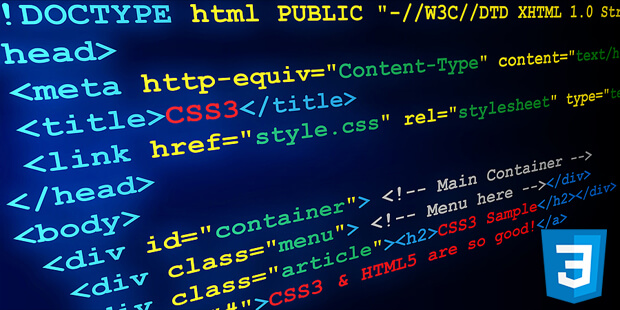 !DOCTYPE html PUBLIC "-//W3C//DTD XHTML 1.0 Str
head>
<meta http-equiv="Content-Type" content="text/h
<title>CSS3</title>
<link href="style.css" rel="stylesheet" type="te
</head>
<body>
<div id="container"> <!-- Main Container -->
<div class="menu"> <!-- Menu here --></div>
<div class="article"><h2>CSS3 Sample</h2></div>
"#">CSS3 & HTML5 are so good!</a>
3